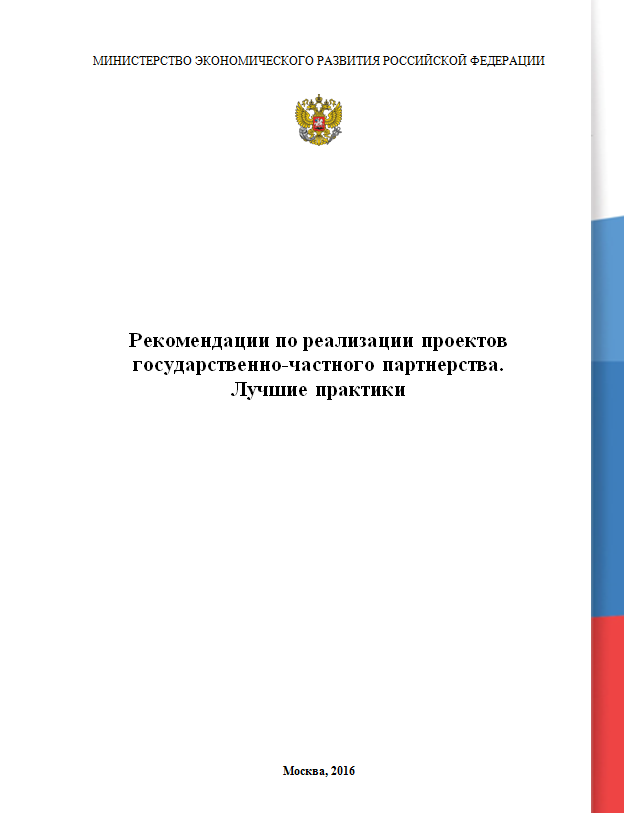 МИНИСТЕРСТВО ЭКОНОМИЧЕСКОГО РАЗВИТИЯ РОССИЙСКОЙ ФЕДЕРАЦИИ
Рекомендации по реализации проектов
государственно-частного партнерства.
Лучшие практики
Москва, 2016